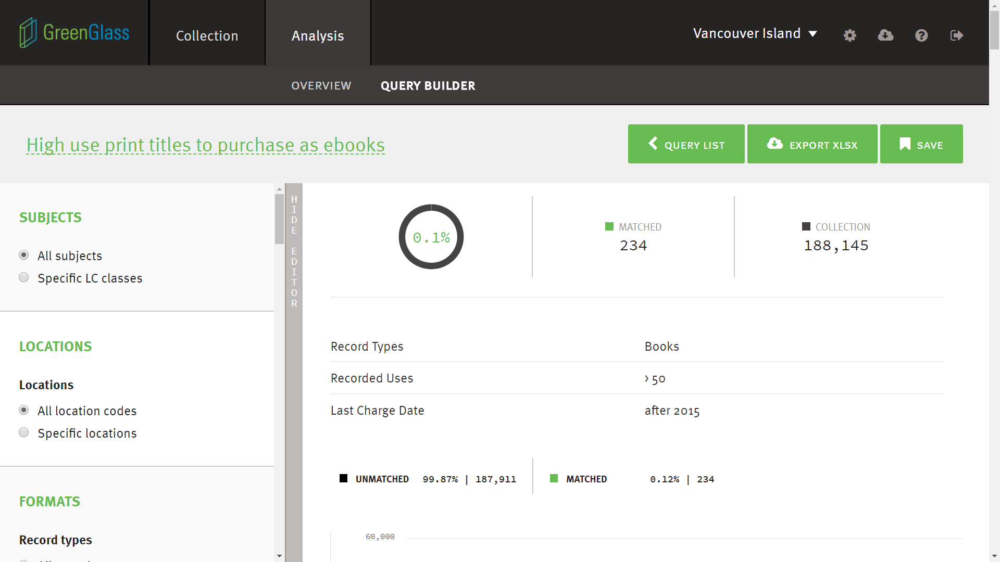 GreenGlass
Collection
Analysis
Vancouver Island
OVERVIEW
QUERY BUILDER
High use print titles to purchase as ebooks
QUERY LIST
EXPORT XLSX
SAVE
SUBJECTS
All subjects
Specific LC classes
LOCATIONS
Locations
All location codes
Specific locations
FORMATS
Record types
HIDE EDITOR
0.1%
MATCHED
234
COLLECTION
188,145
Record Types Books
Recorded Uses > 50
Last Charge Date after 2015
UNMATCHED 99.87% | 187,911
MATCHED 0.12% | 234
60,000